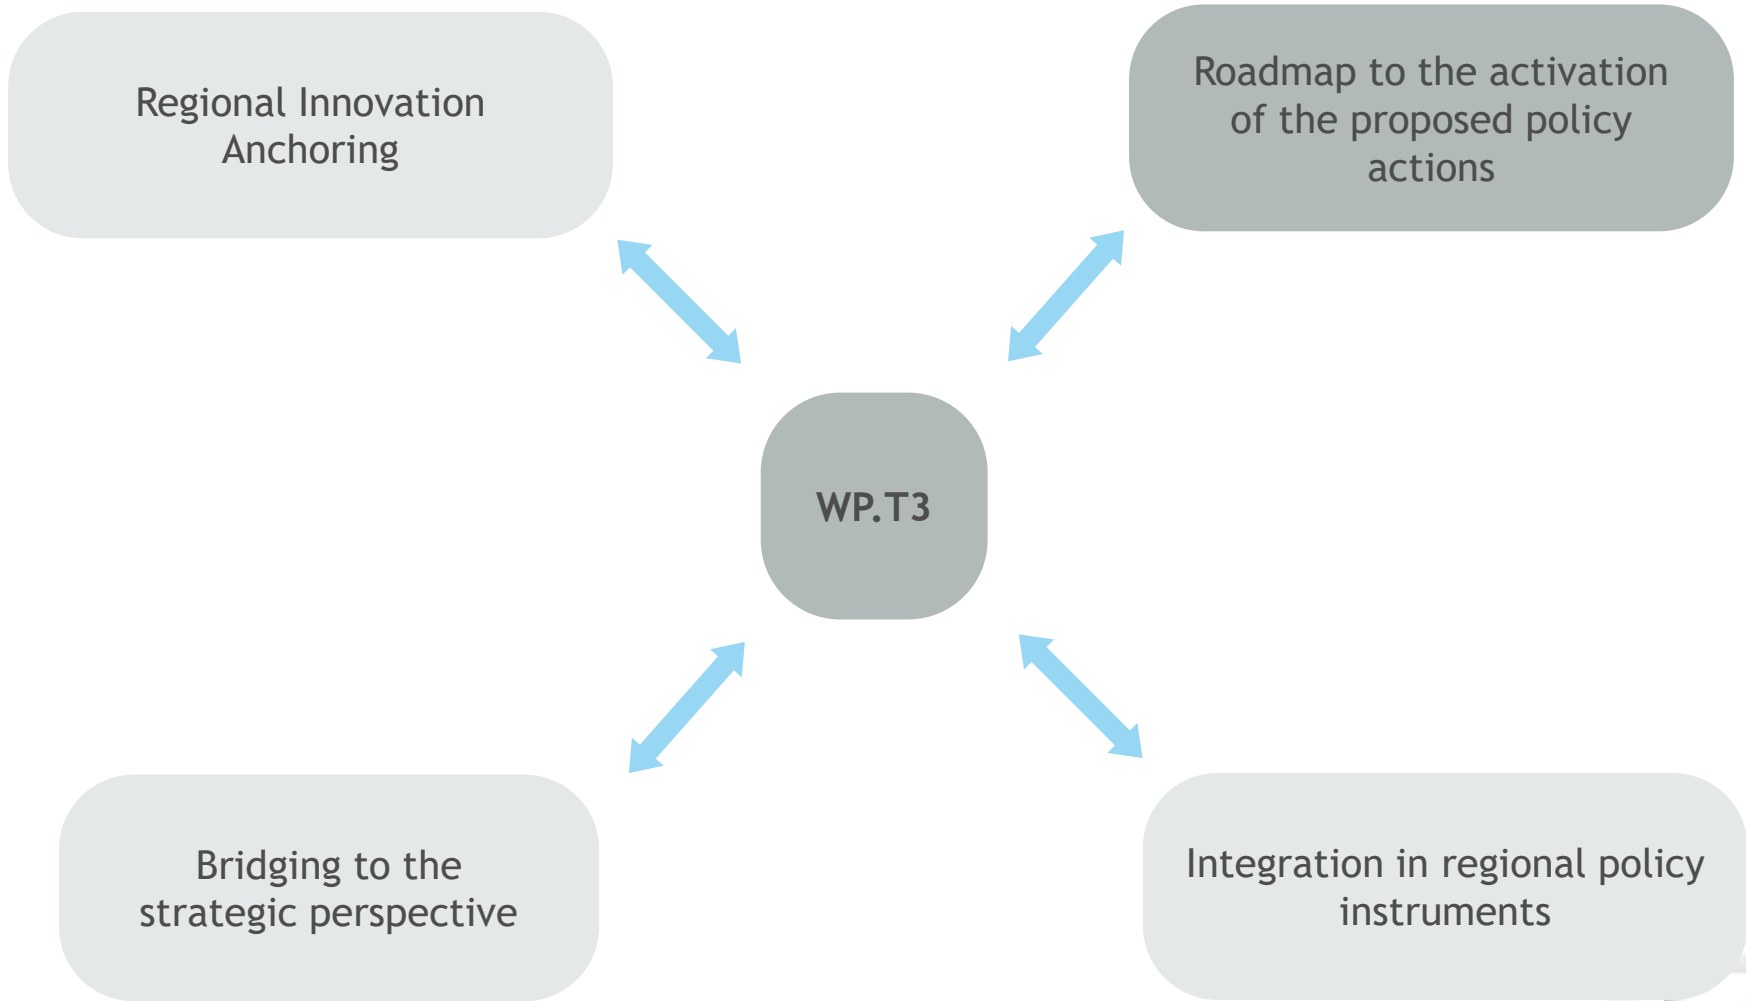 Regional Innovation
Anchoring
Roadmap to the activation
of the proposed policy
actions
WP.T3
Bridging to the
strategic perspective
Integration in regional policy
instruments